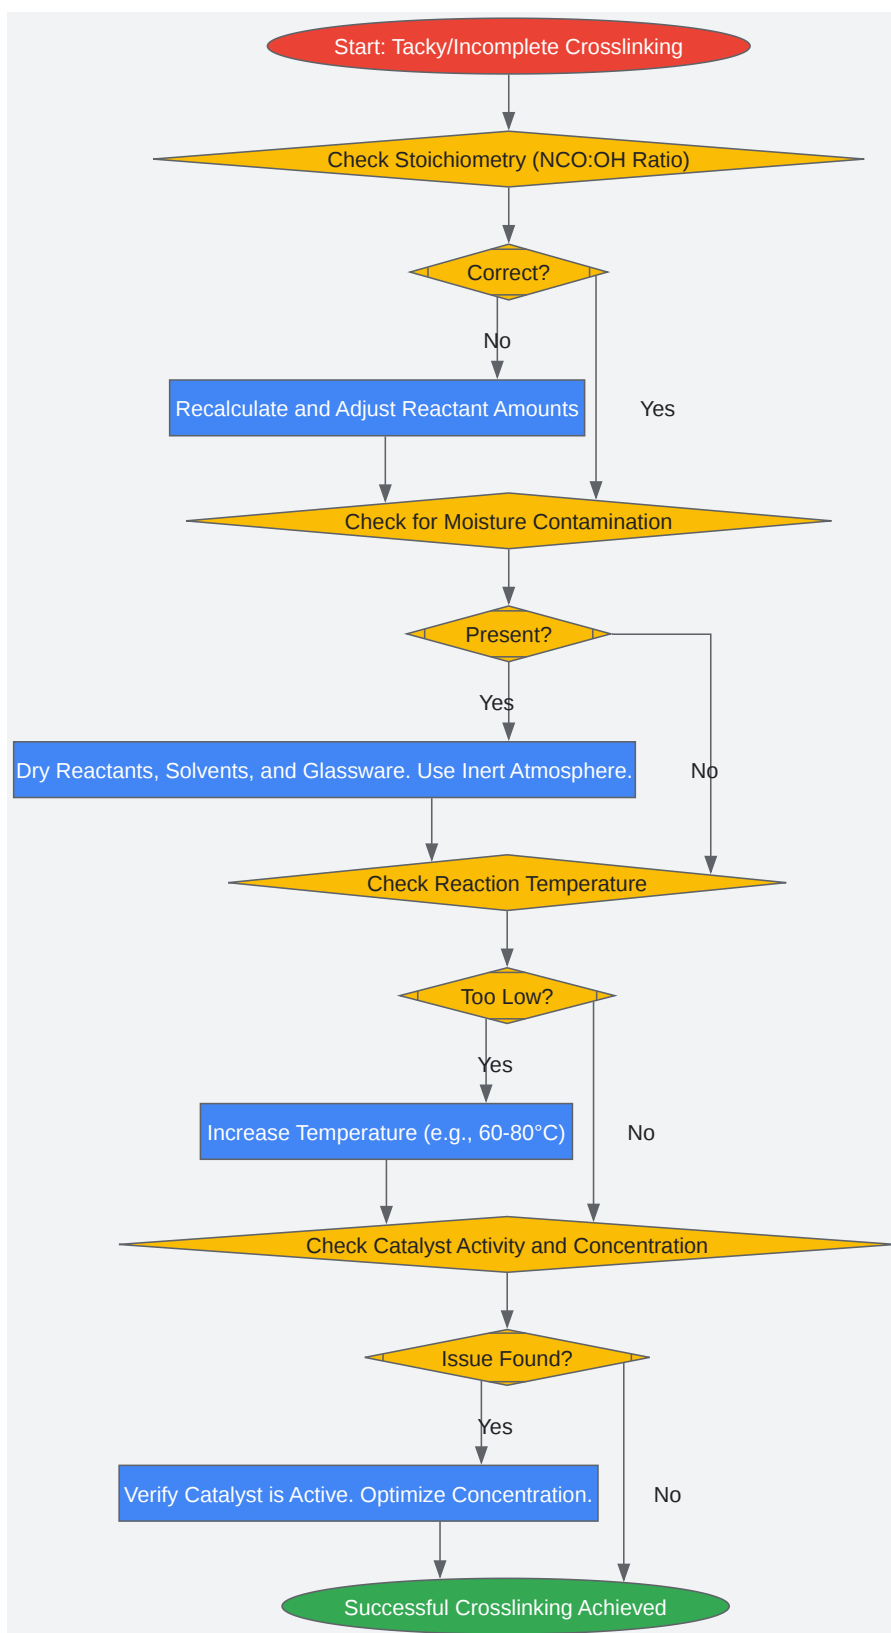 Start: Tacky/Incomplete Crosslinking
Check Stoichiometry (NCO:OH Ratio)
Correct?
No
Recalculate and Adjust Reactant Amounts
Yes
Check for Moisture Contamination
Present?
Yes
Dry Reactants, Solvents, and Glassware. Use Inert Atmosphere.
No
Check Reaction Temperature
Too Low?
Yes
Increase Temperature (e.g., 60-80°C)
No
Check Catalyst Activity and Concentration
Issue Found?
Yes
Verify Catalyst is Active. Optimize Concentration.
No
Successful Crosslinking Achieved